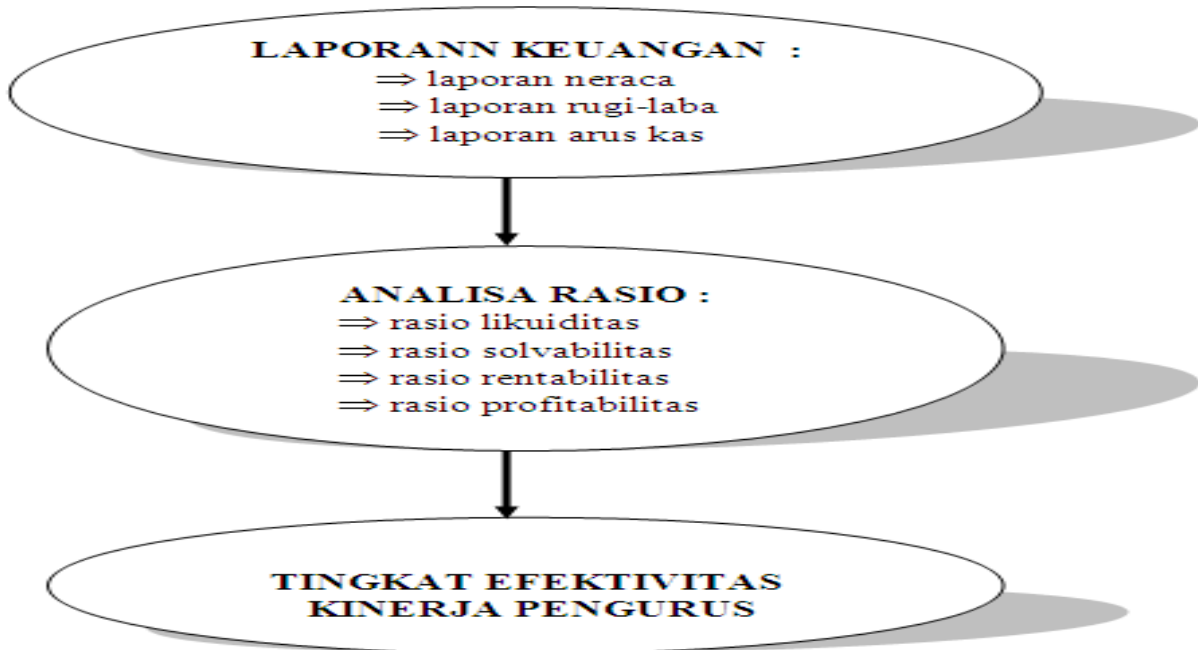 LAPORANN KEUANGAN :
⇒ laporan neraca
⇒ laporan rugi-laba
⇒ laporan arus kas
ANALISA RASIO :
⇒ rasio likuiditas
⇒ rasio solvabilitas
⇒ rasio rentabilitas
⇒ rasio profitabilitas
TINGKAT EFEKTIVITAS
KINERJA PENGURUS